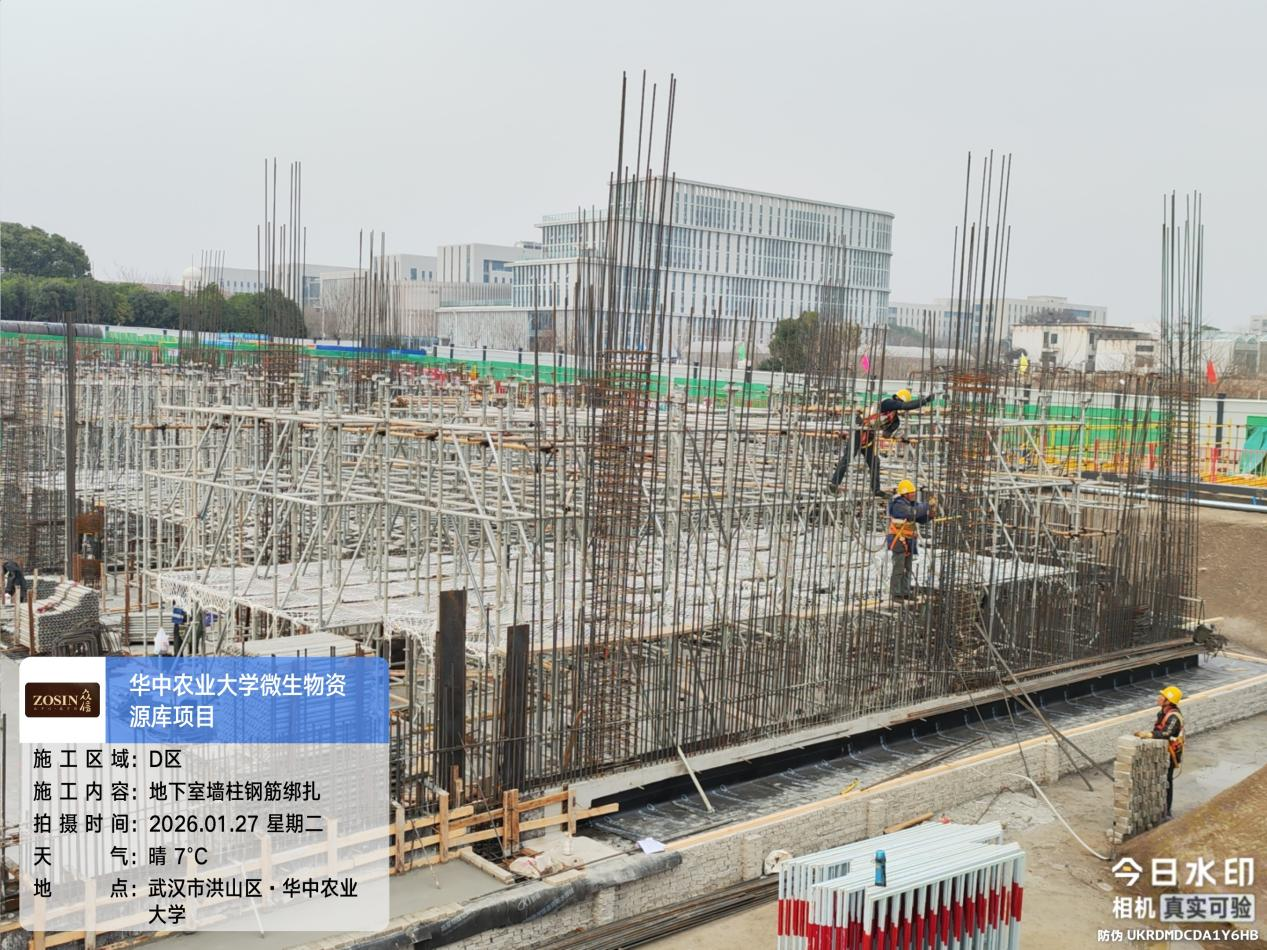 ZOSIN 众信
华中农业大学微生物资
源库项目
施工区域：D区
施工内容：地下室墙柱钢筋绑扎
拍摄时间：2026.01.27 星期二
天气：晴 7°C
地点：武汉市洪山区·华中农业
大学
今日水印
相机 真实可验
防伪 UKRDMDCDA1Y6HB